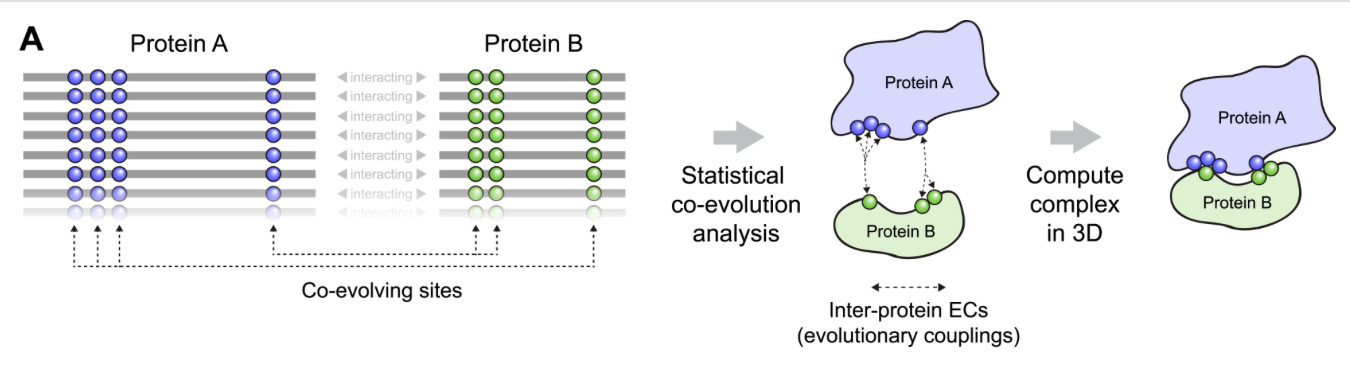 A
Protein A
Protein B
interacting
interacting
interacting
interacting
interacting
interacting
interacting
interacting
Co-evolving sites
Statistical
co-evolution
analysis
Protein A
Protein B
Inter-protein ECs
(evolutionary couplings)
Compute
complex
in 3D
Protein A
Protein B